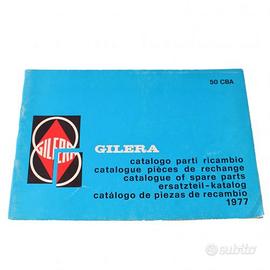 50 CBA
GILERA
GILERA
catalogo parti ricambio
catalogue pièces de rechange
catalogue of spare parts
ersatzteil-katalog
catálogo de piezas de recambio
1977
subito